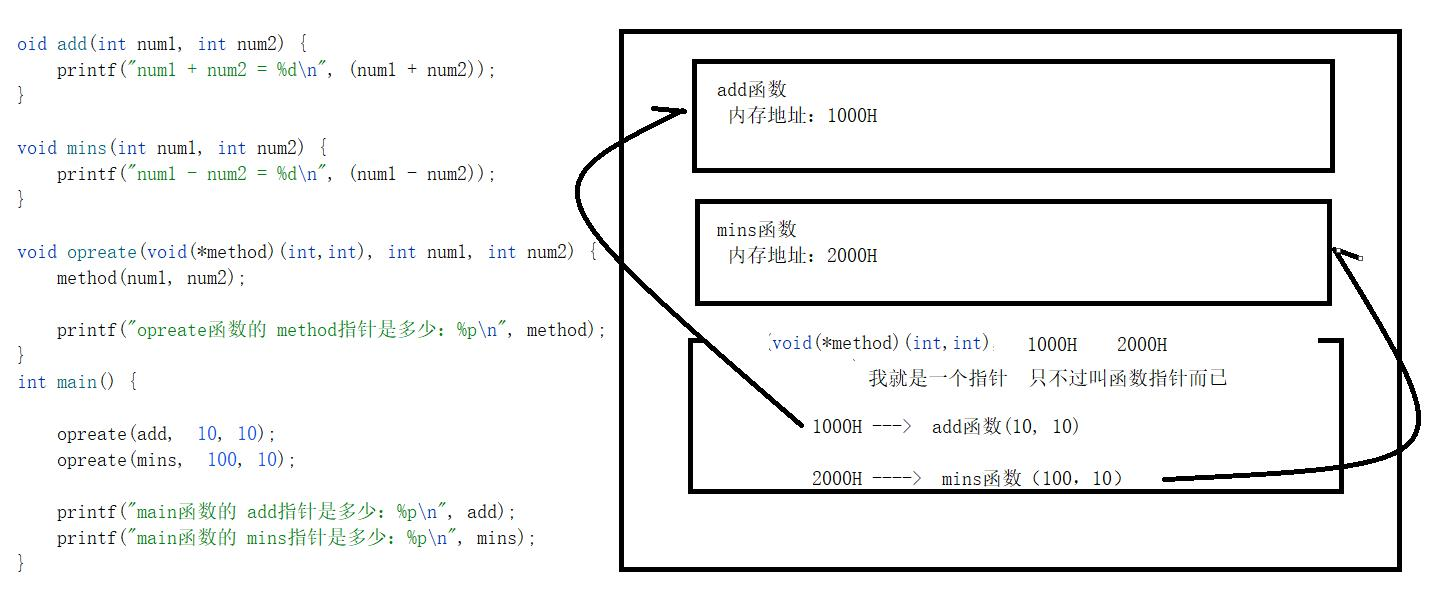 oid add(int num1, int num2) {
    printf("num1 + num2 = %d\n", (num1 + num2));
}
void mins(int num1, int num2) {
    printf("num1 - num2 = %d\n", (num1 - num2));
}
void opreate(void(*method)(int,int), int num1, int num2) {
    method(num1, num2);
    printf("opreate函数的 method指针是多少：%p\n", method);
}
int main() {
    opreate(add,  10, 10);
    opreate(mins,  100, 10);
    printf("main函数的 add指针是多少：%p\n", add);
    printf("main函数的 mins指针是多少：%p\n", mins);
}
add函数
内存地址：1000H
mins函数
内存地址：2000H
(void(*method)(int,int) 1000H 2000H
我就是一个指针 只不过叫函数指针而已
1000H ---> add函数(10, 10)
2000H ----> mins函数（100，10）